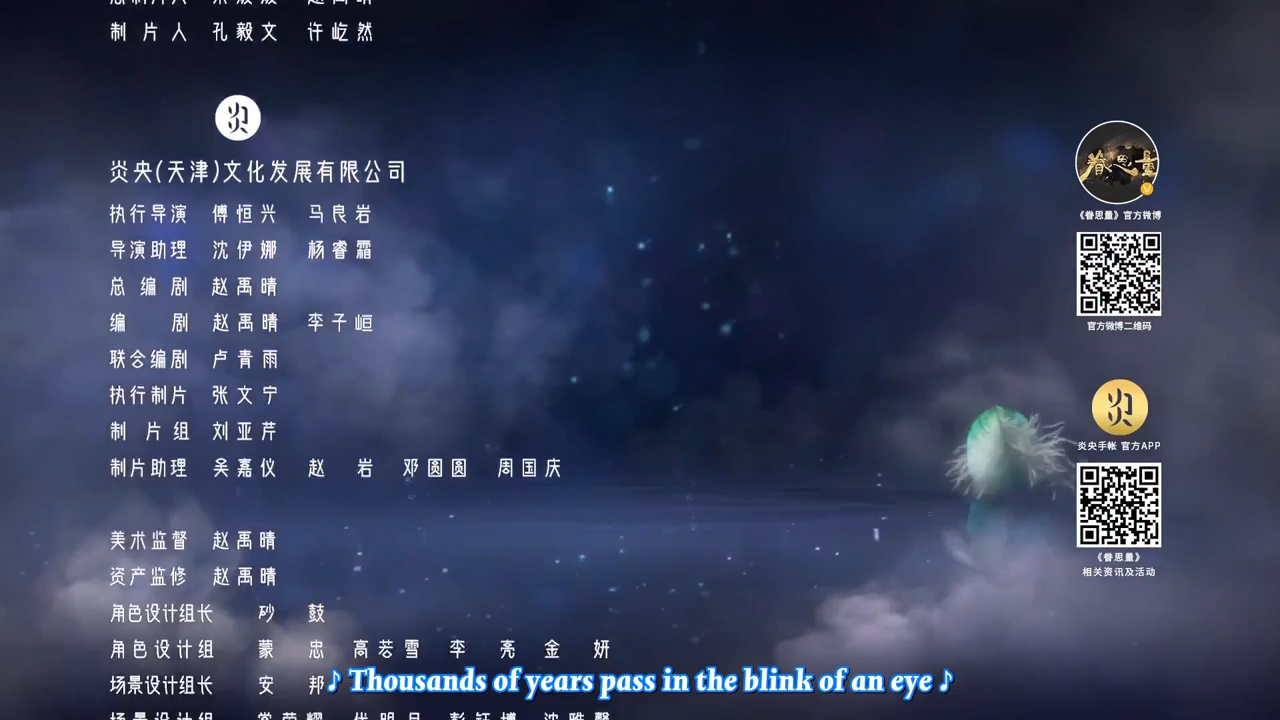 制 片 人 孔毅文 许屹然
炎央(天津)文化发展有限公司
执行导演 傅恒兴 马良岩
导演助理 沈伊娜 杨睿霜
总 编 剧 赵禹晴
编 剧 赵禹晴 李子峘
联合编剧 卢青雨
执行制片 张文宁
制 片 组 刘亚芹
制片助理 吴嘉仪 赵 岩 邓圆圆 周国庆
美术监督 赵禹晴
资产监修 赵禹晴
角色设计组长 砂 鼓
角色设计组 蒙 忠 高若雪 李 亮 金 妍
场景设计组长 安 邦
♪ Thousands of years pass in the blink of an eye ♪
眷思量
《眷思量》官方微博
官方微博二维码
炎
炎央手帐 官方APP
《眷思量》
相关资讯及活动